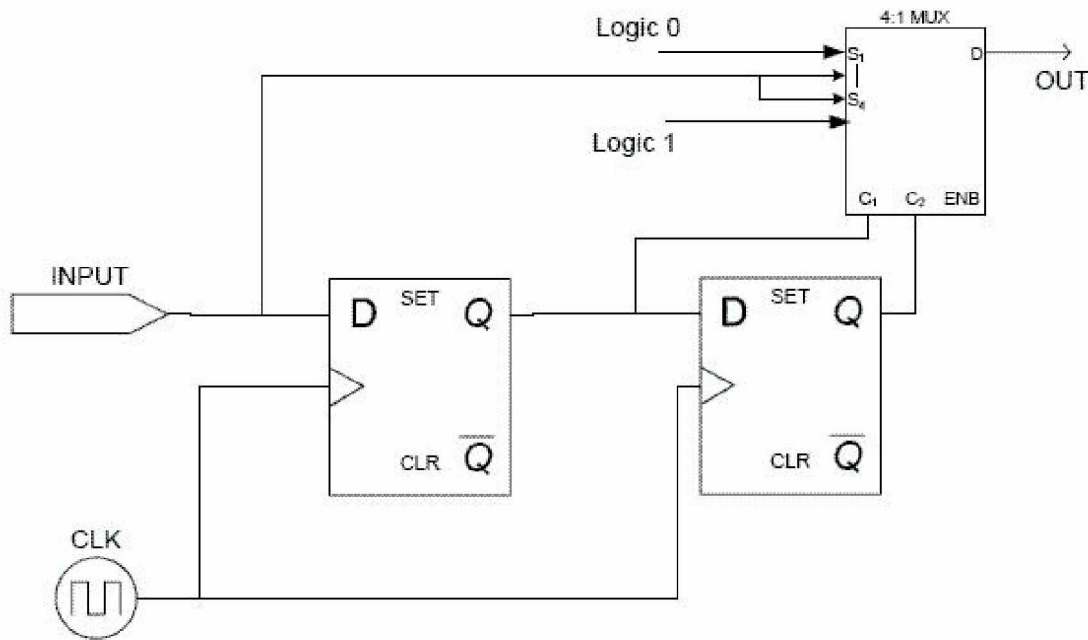 4:1 MUX
Logic 0
S₁
D
OUT
S₄
Logic 1
C₁ C₂ ENB
INPUT
D SET Q
CLR Q̅
D SET Q
CLR Q̅
CLK